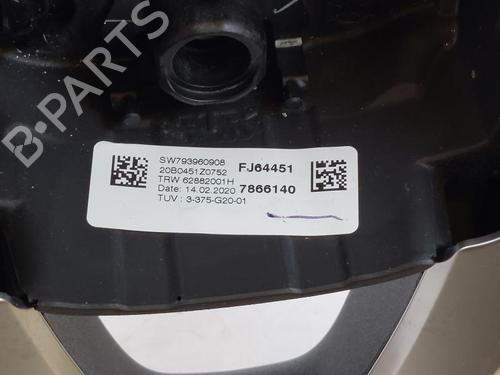 B-PARTS
SW793960908
20B0451Z0752 FJ64451
TRW 62882001H
Date: 14.02.2020 7866140
TUV : 3-375-G20-01